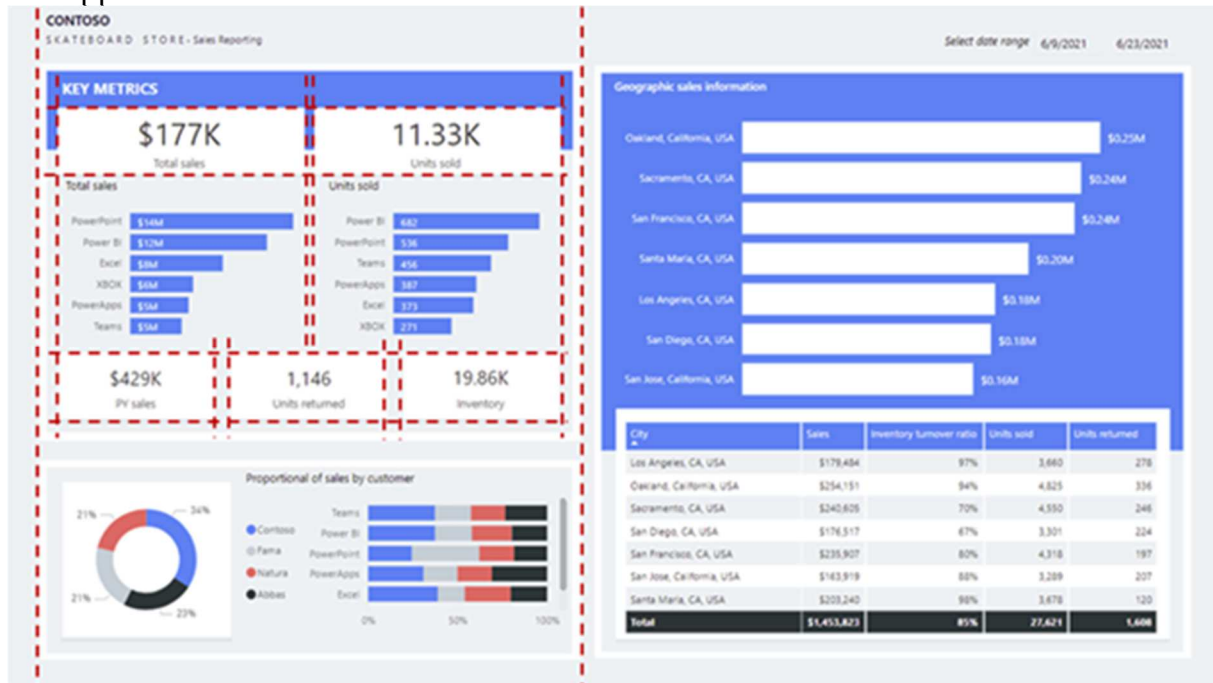 CONTOSO
SKATEBOARD STORE - Sales Reporting
Select date range 6/9/2021 6/23/2021
KEY METRICS
$177K
Total sales
11.33K
Units sold
Total sales
PowerPoint $14M
Power BI $12M
Excel $8M
XBOX $6M
PowerApps $5M
Teams $5M
Units sold
Power BI 682
PowerPoint 536
Teams 456
PowerApps 387
Excel 373
XBOX 271
$429K
PY sales
1,146
Units returned
19.86K
Inventory
Proportional of sales by customer
21%
34%
21%
23%
Contoso
Fama
Natura
Abbas
Teams
Power BI
PowerPoint
PowerApps
Excel
0% 50% 100%
Geographic sales information
Oakland, California, USA $0.25M
Sacramento, CA, USA $0.24M
San Francisco, CA, USA $0.24M
Santa Maria, CA, USA $0.20M
Los Angeles, CA, USA $0.18M
San Diego, CA, USA $0.18M
San Jose, California, USA $0.16M
City Sales Inventory turnover ratio Units sold Units returned
Los Angeles, CA, USA $179,484 97% 3,660 278
Oakland, California, USA $254,151 94% 4,825 336
Sacramento, CA, USA $240,605 70% 4,550 246
San Diego, CA, USA $176,517 67% 3,301 224
San Francisco, CA, USA $235,907 80% 4,318 197
San Jose, California, USA $163,919 88% 3,289 207
Santa Maria, CA, USA $203,240 98% 3,678 120
Total $1,453,823 85% 27,621 1,608